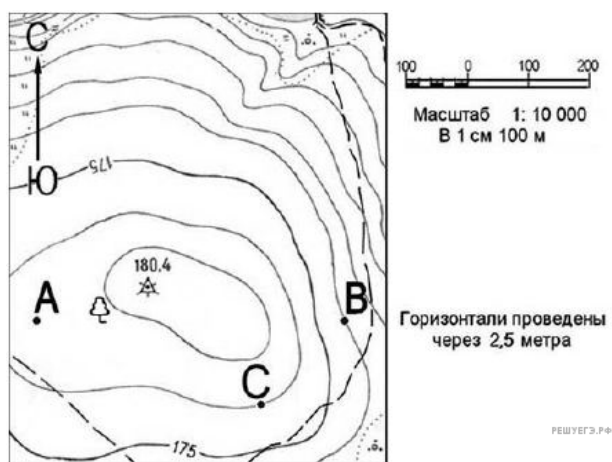 С
Ю
175
180,4
А
В
С
175
100 0 100 200
Масштаб 1: 10 000
В 1 см 100 м
Горизонтали проведены
через 2,5 метра
РЕШУЕГЭ.РФ